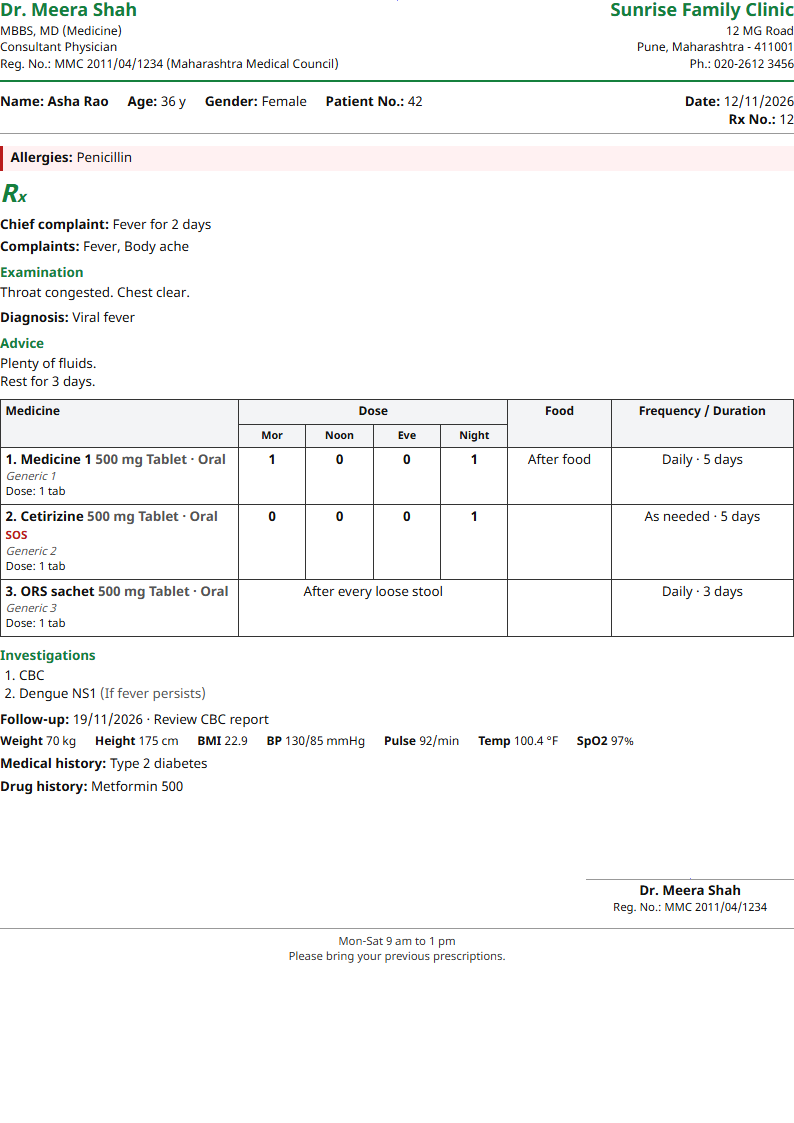 Dr. Meera Shah
MBBS, MD (Medicine)
Consultant Physician
Reg. No.: MMC 2011/04/1234 (Maharashtra Medical Council)
Sunrise Family Clinic
12 MG Road
Pune, Maharashtra - 411001
Ph.: 020-2612 3456
Name: Asha Rao Age: 36 y Gender: Female Patient No.: 42
Date: 12/11/2026
Rx No.: 12
Allergies: Penicillin
Rx
Chief complaint: Fever for 2 days
Complaints: Fever, Body ache
Examination
Throat congested. Chest clear.
Diagnosis: Viral fever
Advice
Plenty of fluids.
Rest for 3 days.
Medicine Dose Food Frequency / Duration
Mor Noon Eve Night
1. Medicine 1 500 mg Tablet · Oral 1 0 0 1 After food Daily · 5 days
Generic 1
Dose: 1 tab
2. Cetirizine 500 mg Tablet · Oral 0 0 0 1 As needed · 5 days
SOS
Generic 2
Dose: 1 tab
3. ORS sachet 500 mg Tablet · Oral After every loose stool Daily · 3 days
Generic 3
Dose: 1 tab
Investigations
1. CBC
2. Dengue NS1 (If fever persists)
Follow-up: 19/11/2026 · Review CBC report
Weight 70 kg Height 175 cm BMI 22.9 BP 130/85 mmHg Pulse 92/min Temp 100.4 °F SpO2 97%
Medical history: Type 2 diabetes
Drug history: Metformin 500
Dr. Meera Shah
Reg. No.: MMC 2011/04/1234
Mon-Sat 9 am to 1 pm
Please bring your previous prescriptions.